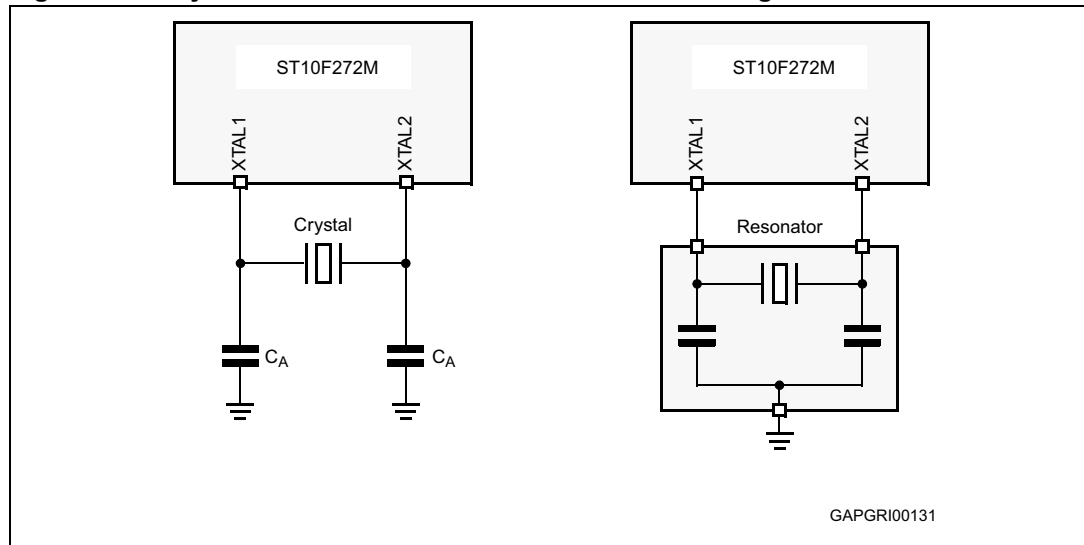 ST10F272M
XTAL1
XTAL2
Crystal
CA
CA
ST10F272M
XTAL1
XTAL2
Resonator
GAPGRI00131